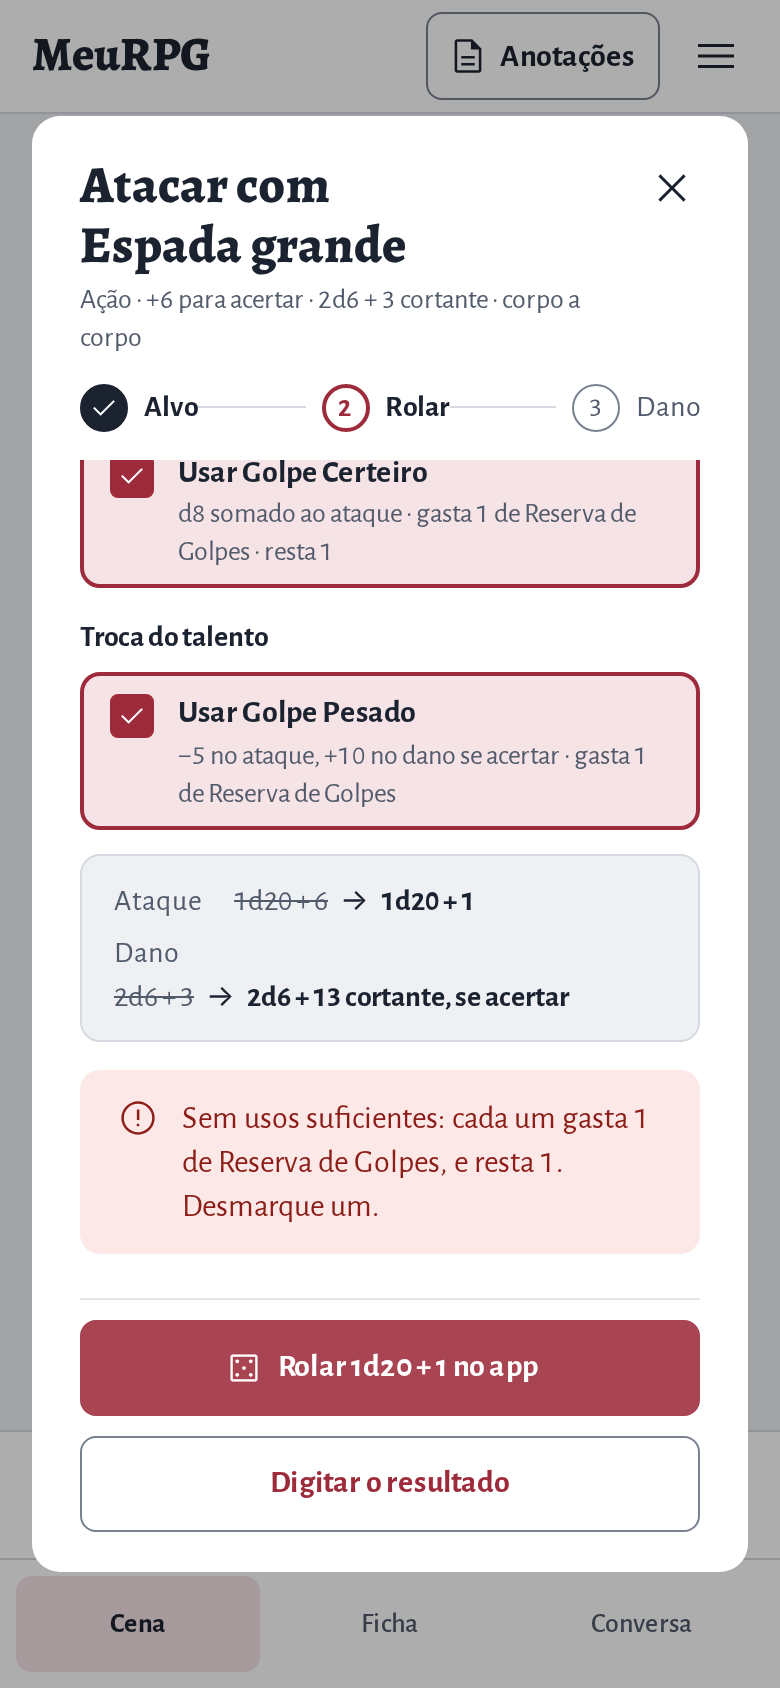 MeuRPG
Anotações
Atacar com
Espada grande
Ação · +6 para acertar · 2d6 + 3 cortante · corpo a
corpo
Alvo
2 Rolar
3 Dano
Usar Golpe Certeiro
d8 somado ao ataque · gasta 1 de Reserva de
Golpes · resta 1
Troca do talento
Usar Golpe Pesado
−5 no ataque, +10 no dano se acertar · gasta 1
de Reserva de Golpes
Ataque 1d20 + 6 → 1d20 + 1
Dano
2d6 + 3 → 2d6 + 13 cortante, se acertar
Sem usos suficientes: cada um gasta 1
de Reserva de Golpes, e resta 1.
Desmarque um.
Rolar 1d20 + 1 no app
Digitar o resultado
Cena
Ficha
Conversa